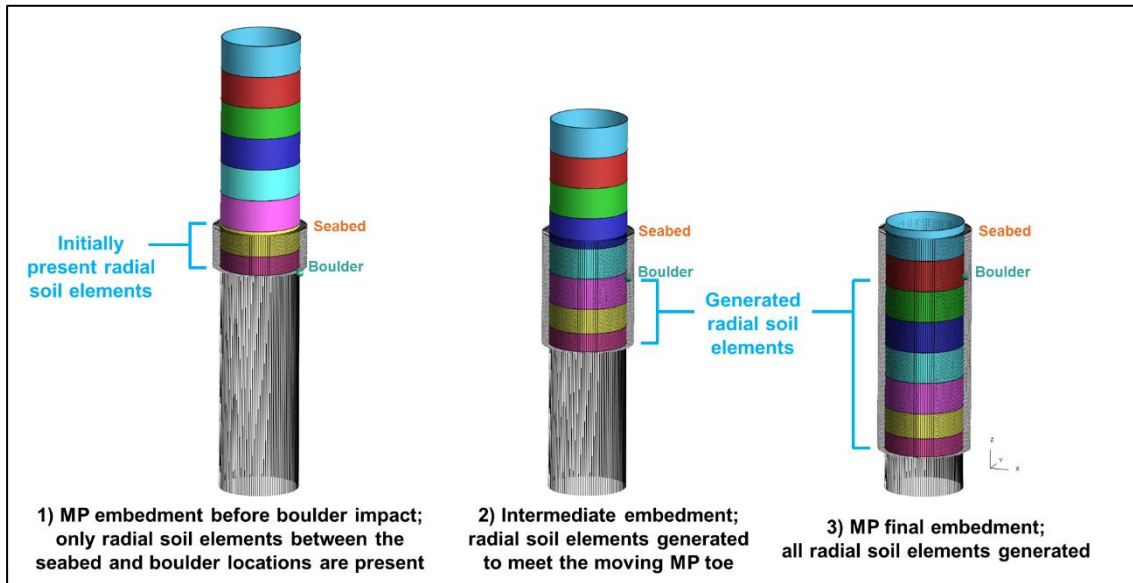 Seabed
Boulder
Initially
present radial
soil elements
Seabed
Boulder
Generated
radial soil
elements
Seabed
Boulder
z
Y
X
1) MP embedment before boulder impact;
only radial soil elements between the
seabed and boulder locations are present
2) Intermediate embedment;
radial soil elements generated
to meet the moving MP toe
3) MP final embedment;
all radial soil elements generated